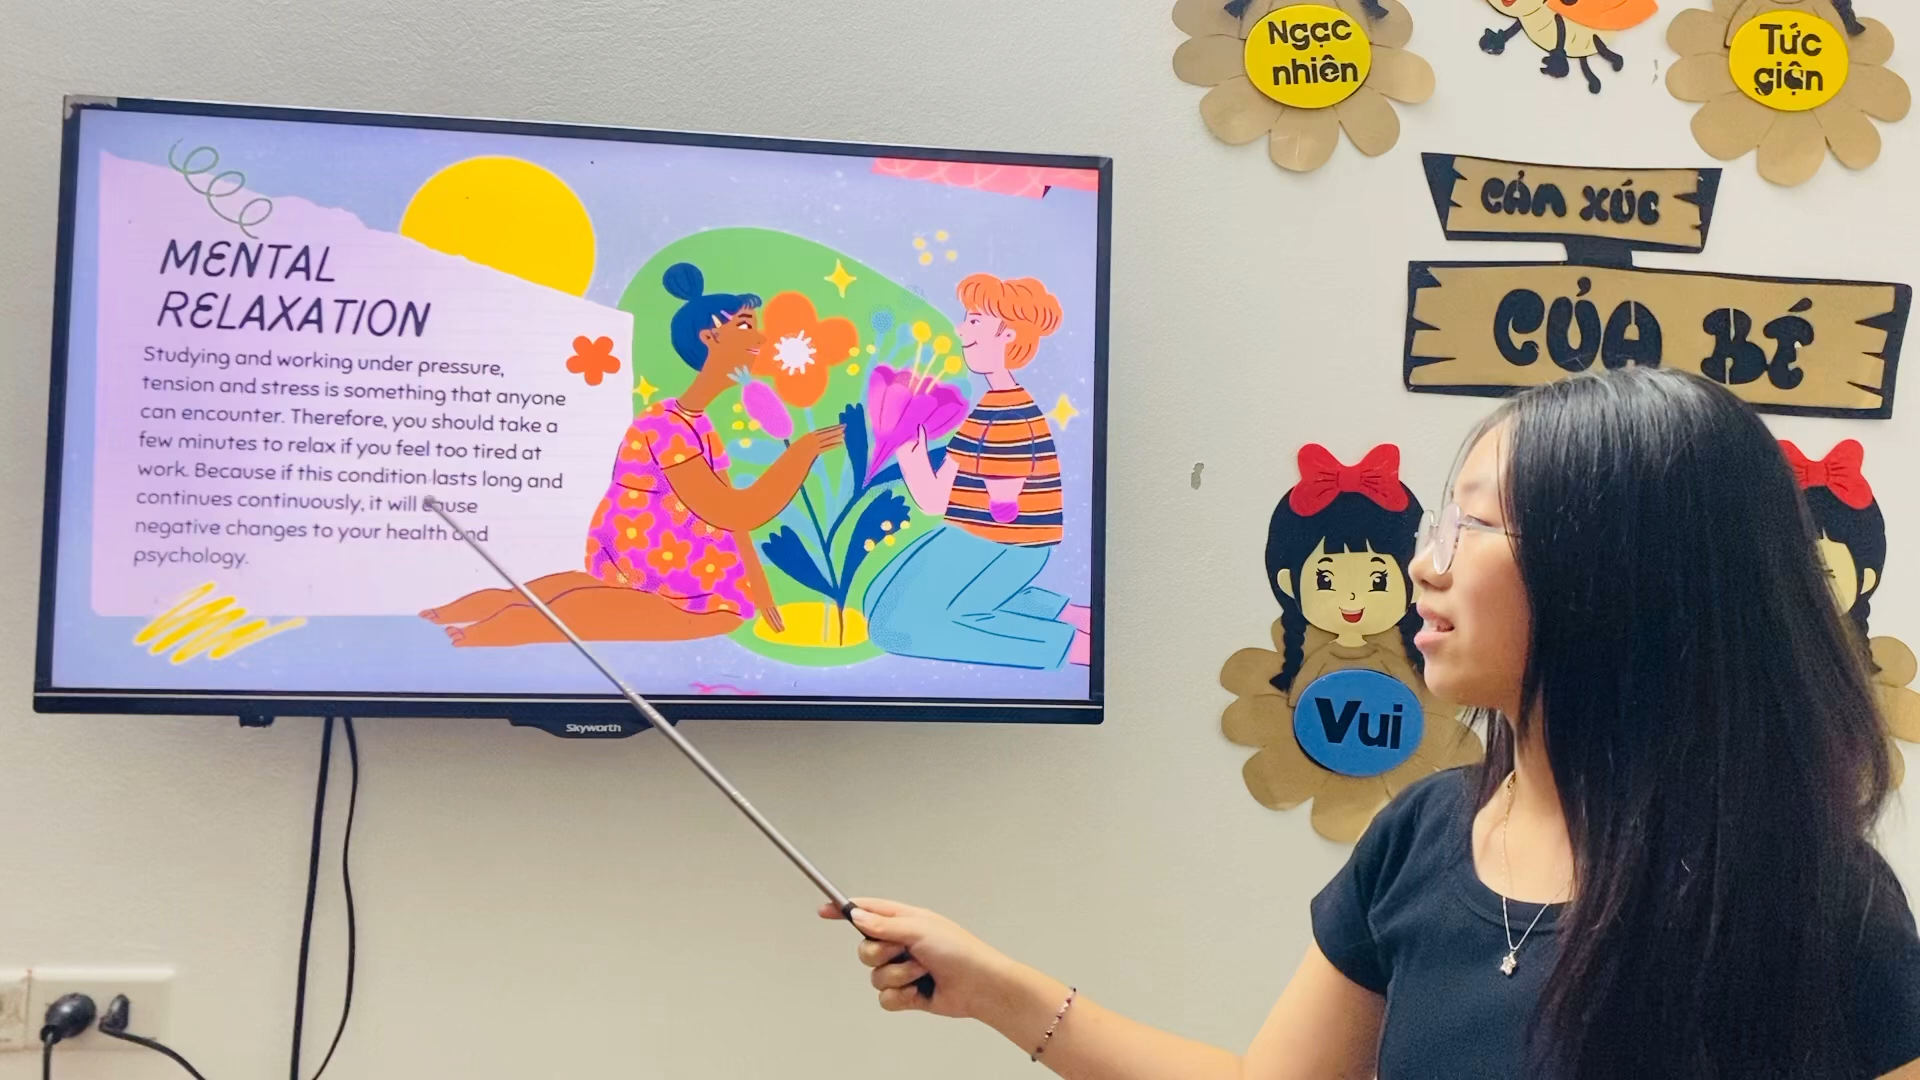 MENTAL
RELAXATION
Studying and working under pressure,
tension and stress is something that anyone
can encounter. Therefore, you should take a
few minutes to relax if you feel too tired at
work. Because if this condition lasts long and
continues continuously, it will cause
negative changes to your health and
psychology.
Skyworth
Ngạc
nhiên
Tức
giận
CẢM XÚC
CỦA BÉ
Vui